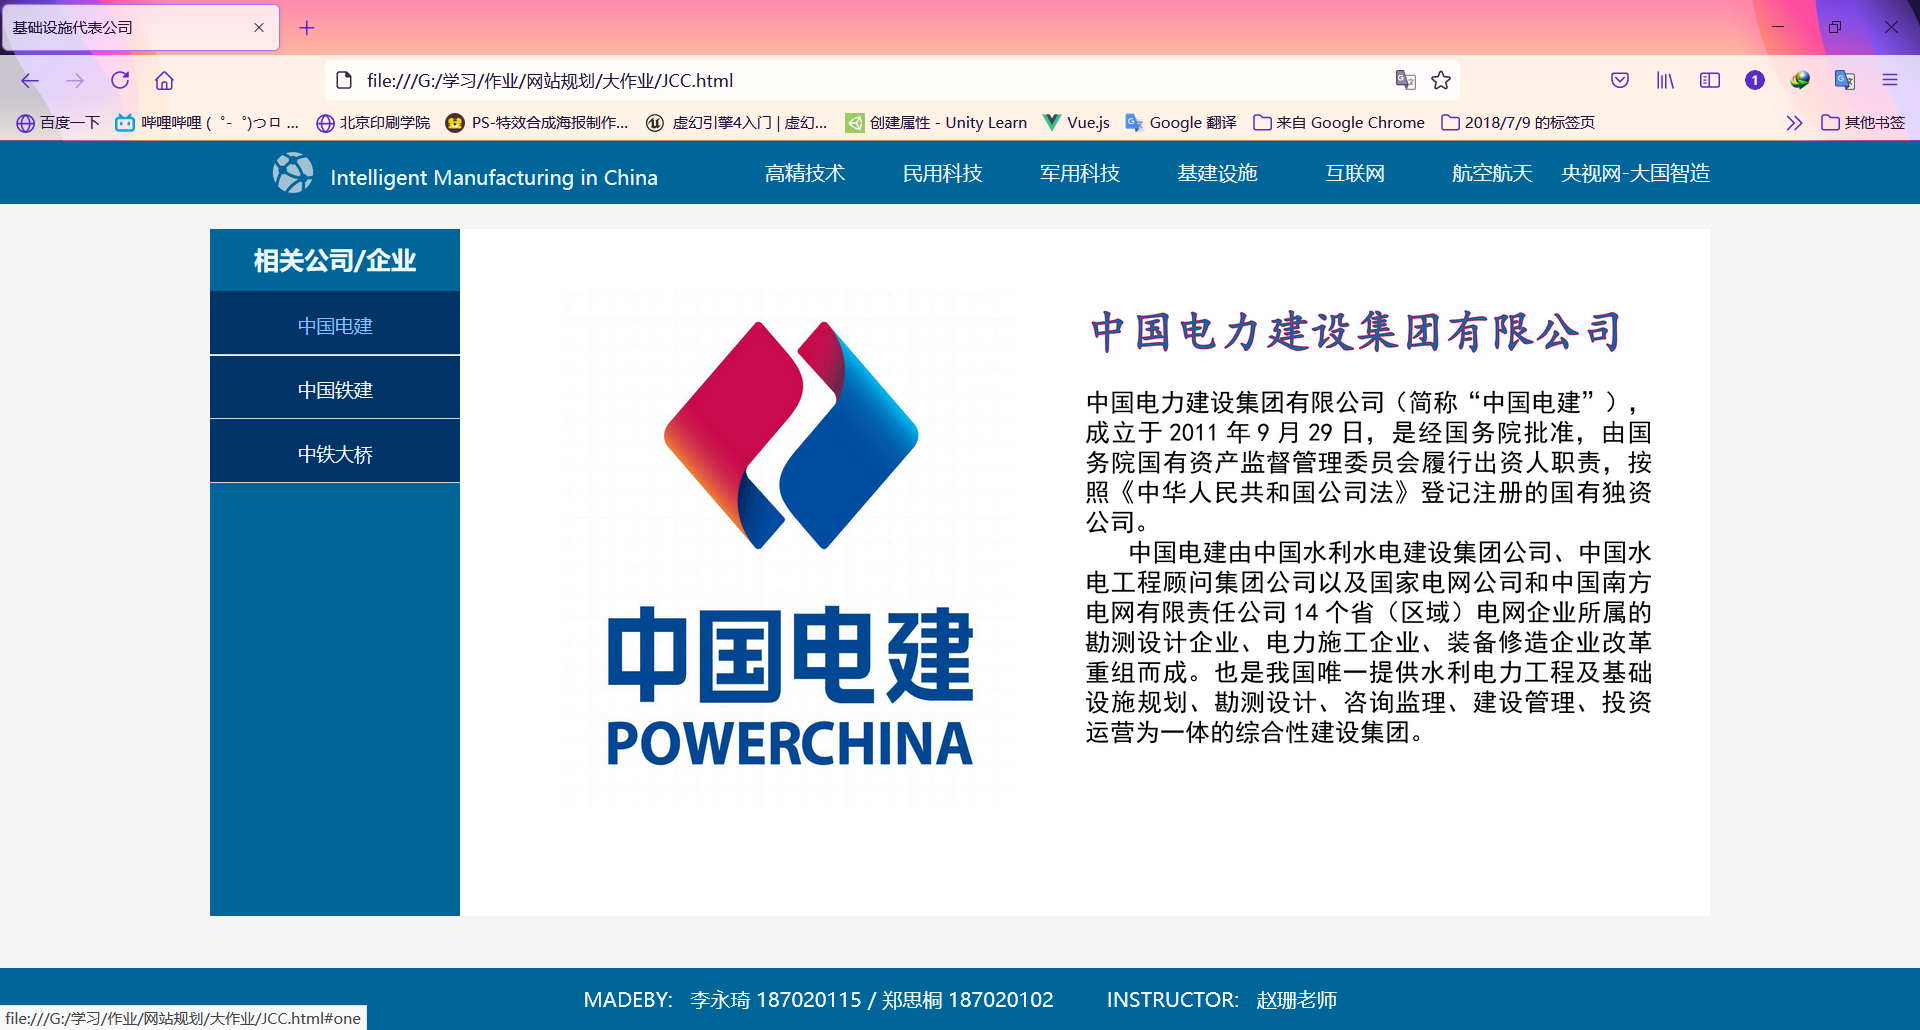 基础设施代表公司
file:///G:/学习/作业/网站规划/大作业/JCC.html
1
百度一下 哔哩哔哩 ( ゜- ゜)つロ ... 北京印刷学院 PS-特效合成海报制作... 虚幻引擎4入门 | 虚幻... 创建属性 - Unity Learn Vue.js Google 翻译 来自 Google Chrome 2018/7/9 的标签页 其他书签
Intelligent Manufacturing in China 高精技术 民用科技 军用科技 基建设施 互联网 航空航天 央视网-大国智造
相关公司/企业
中国电建
中国铁建
中铁大桥
中国电建
POWERCHINA
中国电力建设集团有限公司
中国电力建设集团有限公司（简称“中国电建”），
成立于 2011 年 9 月 29 日，是经国务院批准，由国
务院国有资产监督管理委员会履行出资人职责，按
照《中华人民共和国公司法》登记注册的国有独资
公司。
中国电建由中国水利水电建设集团公司、中国水
电工程顾问集团公司以及国家电网公司和中国南方
电网有限责任公司 14 个省（区域）电网企业所属的
勘测设计企业、电力施工企业、装备修造企业改革
重组而成。也是我国唯一提供水利电力工程及基础
设施规划、勘测设计、咨询监理、建设管理、投资
运营为一体的综合性建设集团。
MADEBY: 李永琦 187020115 / 郑思桐 187020102 INSTRUCTOR: 赵珊老师
file:///G:/学习/作业/网站规划/大作业/JCC.html#one